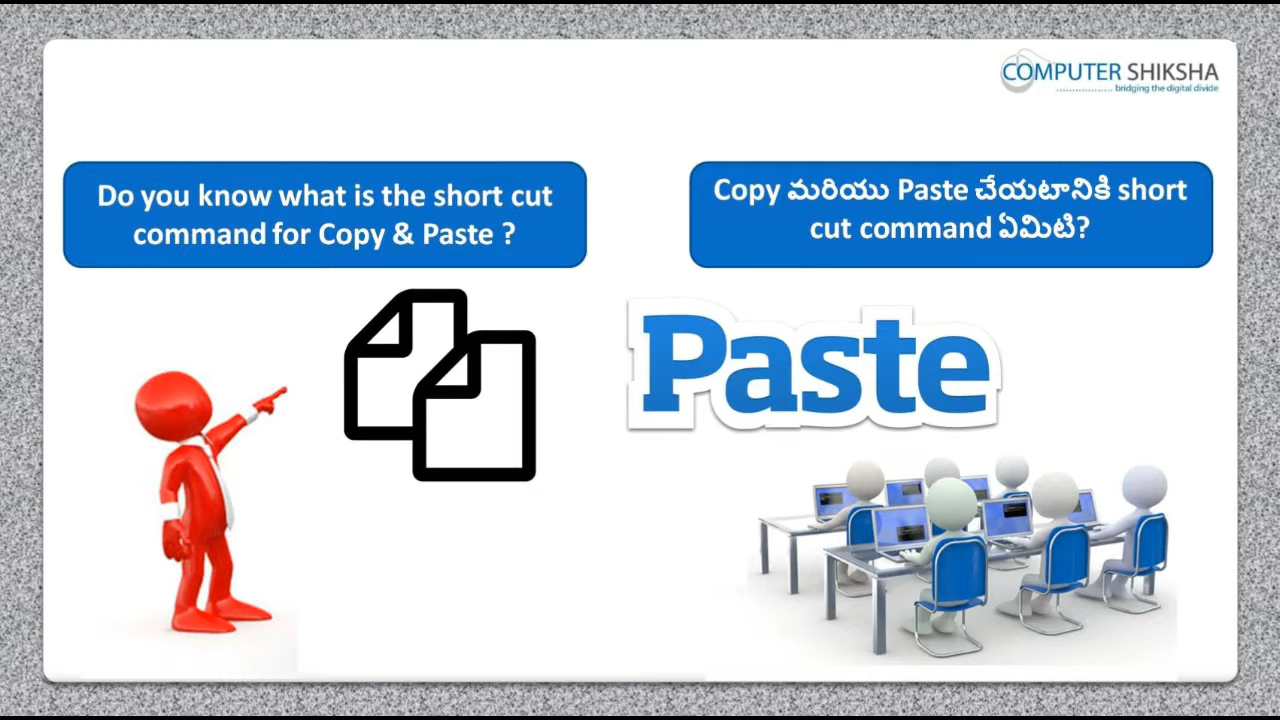 COMPUTER SHIKSHA
bridging the digital divide
Do you know what is the short cut
command for Copy & Paste ?
Copy మరియు Paste చేయటానికి short
cut command ఏమిటి?
Paste